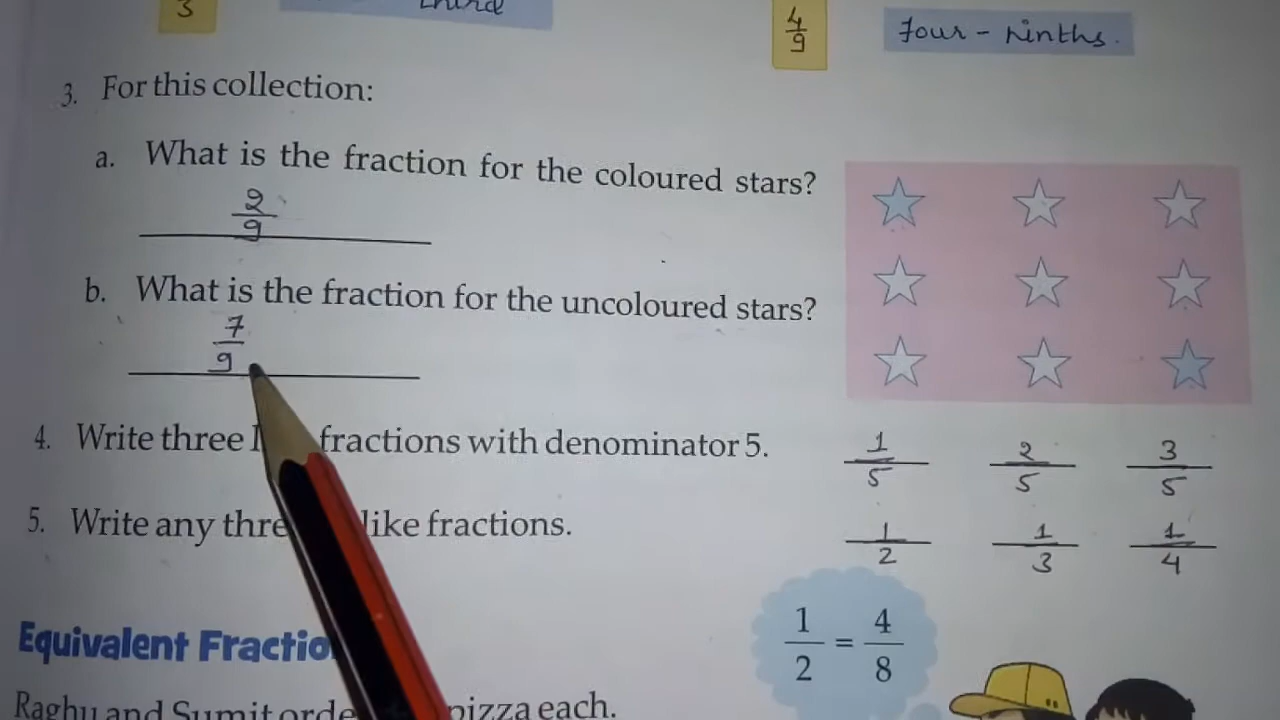 3
third
4
9
Four - Ninths.
3. For this collection:
a. What is the fraction for the coloured stars?
2
9
b. What is the fraction for the uncoloured stars?
7
9
4. Write three fractions with denominator 5.
1 2 3
5 5 5
5. Write any like fractions.
1 1 1
2 3 4
1 4
— = —
2 8
Equivalent
Raghu and Sumit pizza each.